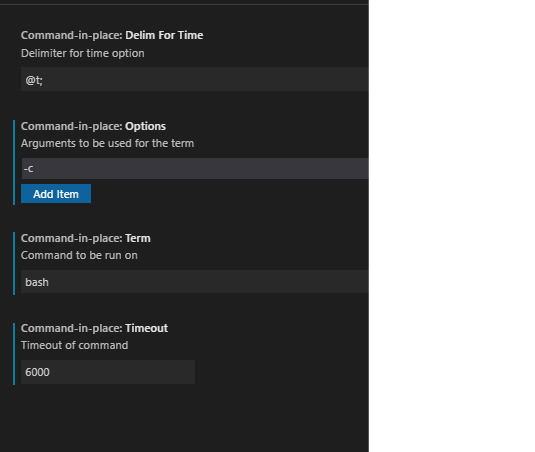 Command-in-place: Delim For Time
Delimiter for time option
@t;
Command-in-place: Options
Arguments to be used for the term
-c
Add Item
Command-in-place: Term
Command to be run on
bash
Command-in-place: Timeout
Timeout of command
6000